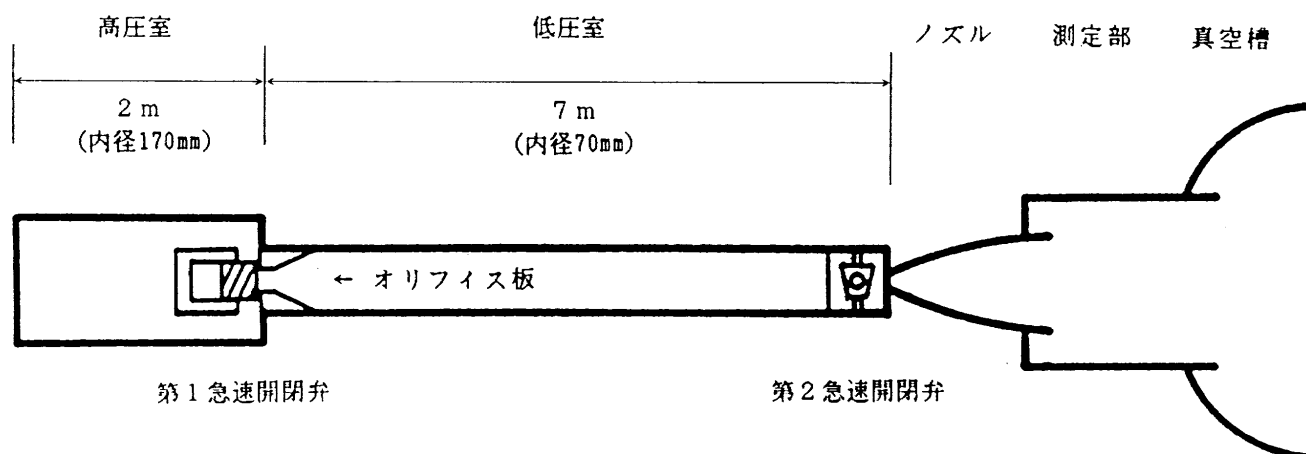 高圧室
低圧室
ノズル
測定部
真空槽
2 m
(内径170mm)
7 m
(内径70mm)
← オリフィス板
第1急速開閉弁
第2急速開閉弁